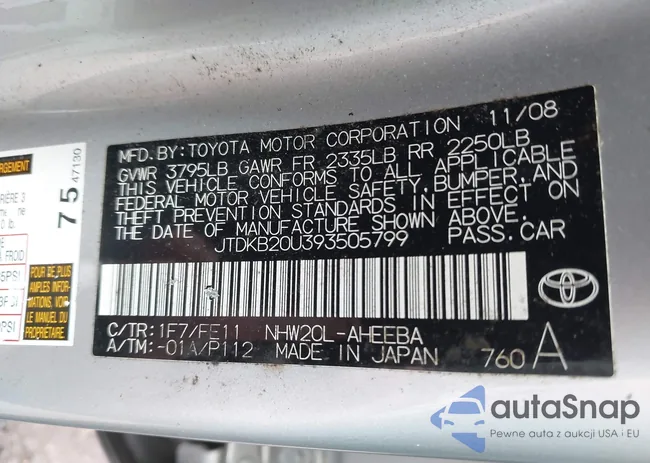 MFD. BY: TOYOTA MOTOR CORPORATION 11/08
GVWR 3795LB GAWR FR 2335LB RR 2250LB
THIS VEHICLE CONFORMS TO ALL APPLICABLE
FEDERAL MOTOR VEHICLE SAFETY, BUMPER, AND
THEFT PREVENTION STANDARDS IN EFFECT ON
THE DATE OF MANUFACTURE SHOWN ABOVE.
JTDKB20U393505799 PASS. CAR
C/TR: 1F7/FE11 NHW20L-AHEEBA
A/TM: -01A/P112 MADE IN JAPAN 760 A
75 47130
POUR DE PLUS
AMPLES INFOR-
MATIONS, VOIR
LE MANUEL DU
PROPRIÉTAIRE.
autoSnap
Pewne auta z aukcji USA i EU